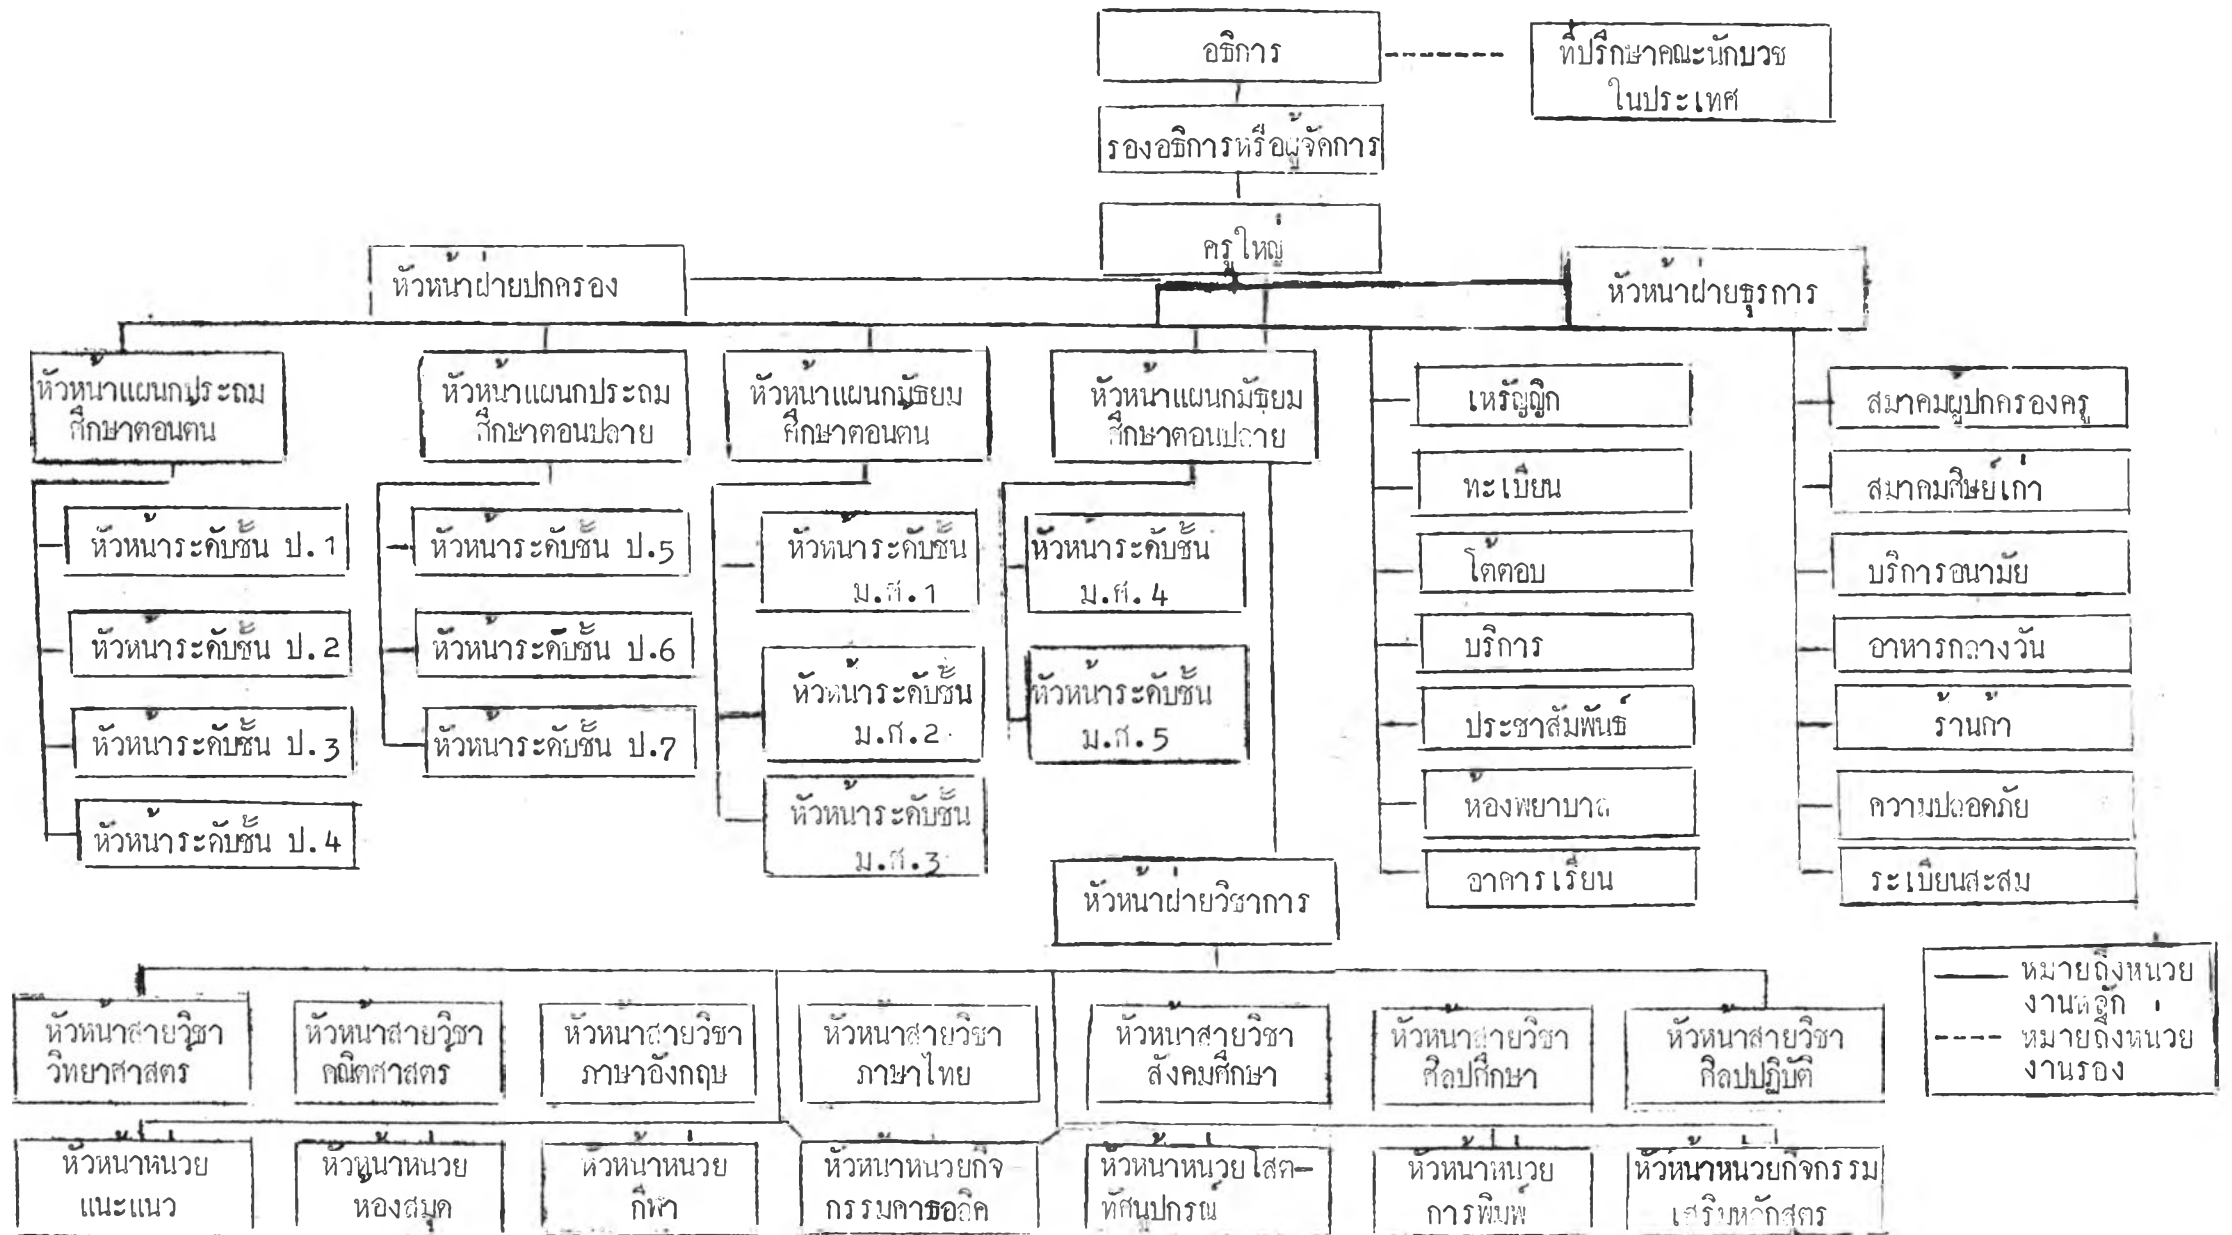 อธิการ
ที่ปรึกษาคณะนักบวช
ในประเทศ
รองอธิการหรือผู้จัดการ
ครูใหญ่
หัวหน้าฝ่ายปกครอง
หัวหน้าฝ่ายธุรการ
หัวหน้าแผนกประถม
ศึกษาตอนต้น
หัวหน้าแผนกประถม
ศึกษาตอนปลาย
หัวหน้าแผนกมัธยม
ศึกษาตอนต้น
หัวหน้าแผนกมัธยม
ศึกษาตอนปลาย
หัวหน้าระดับชั้น ป.1
หัวหน้าระดับชั้น ป.2
หัวหน้าระดับชั้น ป.3
หัวหน้าระดับชั้น ป.4
หัวหน้าระดับชั้น ป.5
หัวหน้าระดับชั้น ป.6
หัวหน้าระดับชั้น ป.7
หัวหน้าระดับชั้น
ม.ศ.1
หัวหน้าระดับชั้น
ม.ศ.2
หัวหน้าระดับชั้น
ม.ศ.3
หัวหน้าระดับชั้น
ม.ศ.4
หัวหน้าระดับชั้น
ม.ศ.5
เหรัญญิก
ทะเบียน
โต้ตอบ
บริการ
ประชาสัมพันธ์
ห้องพยาบาล
อาคารเรียน
สมาคมผู้ปกครองครู
สมาคมศิษย์เก่า
บริการอนามัย
อาหารกลางวัน
ร้านค้า
ความปลอดภัย
ระเบียนสะสม
หัวหน้าฝ่ายวิชาการ
หัวหน้าสายวิชา
วิทยาศาสตร์
หัวหน้าสายวิชา
คณิตศาสตร์
หัวหน้าสายวิชา
ภาษาอังกฤษ
หัวหน้าสายวิชา
ภาษาไทย
หัวหน้าสายวิชา
สังคมศึกษา
หัวหน้าสายวิชา
ศิลปศึกษา
หัวหน้าสายวิชา
ศิลปปฏิบัติ
หมายถึงหน่วย
งานหลัก
หมายถึงหน่วย
งานรอง
หัวหน้าหน่วย
แนะแนว
หัวหน้าหน่วย
ห้องสมุด
หัวหน้าหน่วย
กีฬา
หัวหน้าหน่วยกิจ
กรรมคาธอลิค
หัวหน้าหน่วยโสต-
ทัศนูปกรณ์
หัวหน้าหน่วย
การพิมพ์
หัวหน้าหน่วยกิจกรรม
เสริมหลักสูตร